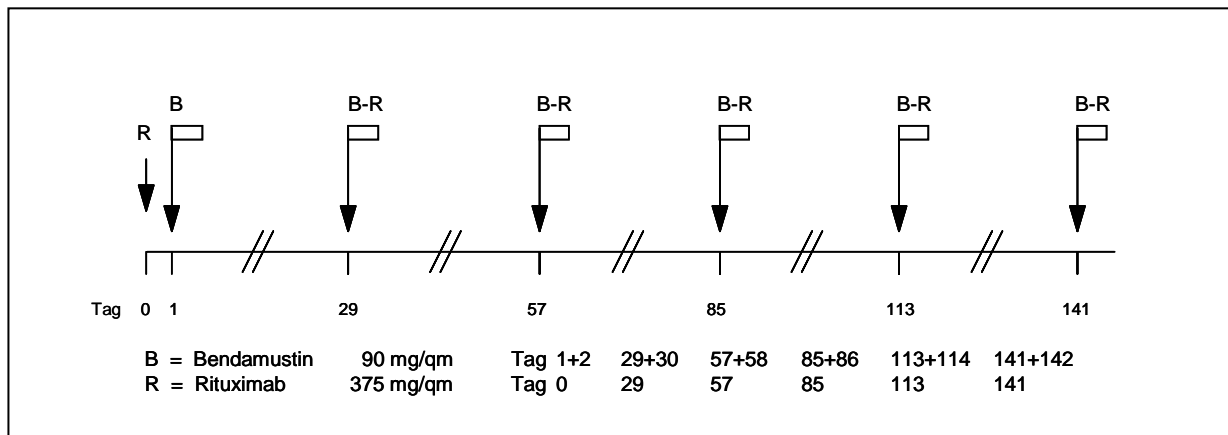 B B-R B-R B-R B-R B-R
R
Tag 0 1 29 57 85 113 141
B = Bendamustin 90 mg/qm Tag 1+2 29+30 57+58 85+86 113+114 141+142
R = Rituximab 375 mg/qm Tag 0 29 57 85 113 141